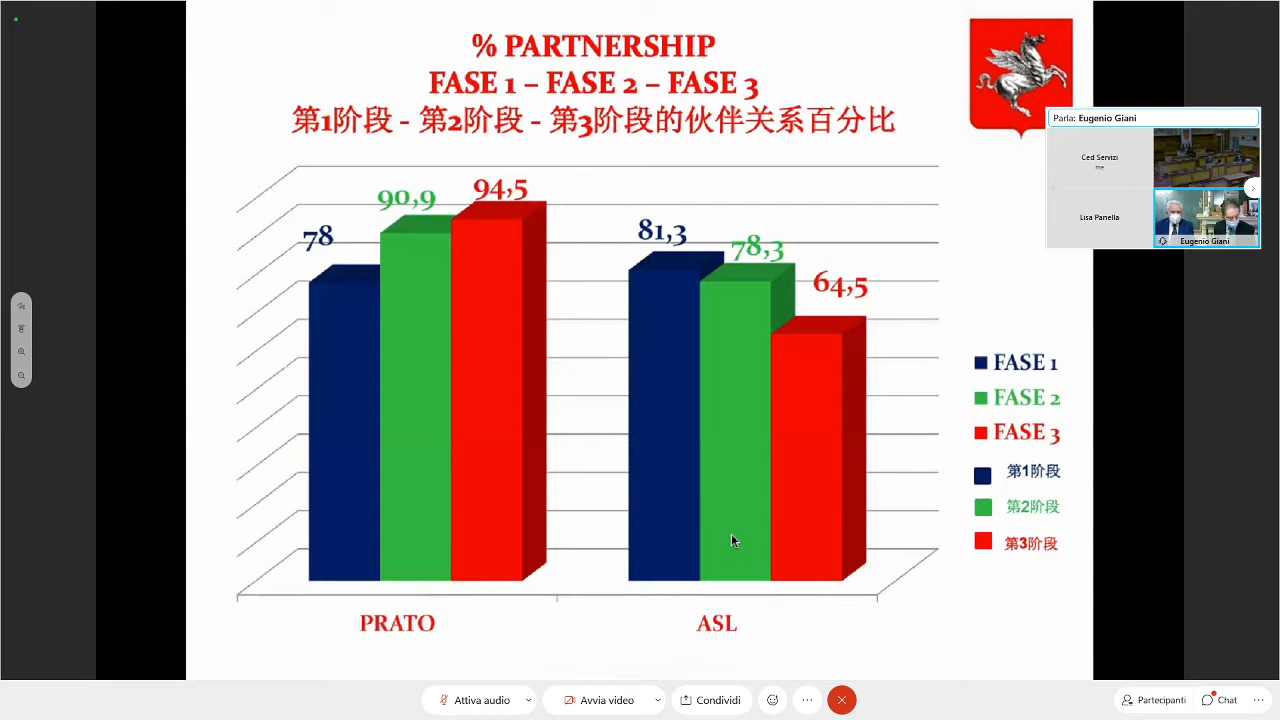 % PARTNERSHIP
FASE 1 – FASE 2 – FASE 3
第1阶段 - 第2阶段 - 第3阶段的伙伴关系百分比
Parla: Eugenio Giani
Ced Servizi
me
Lisa Panella
Eugenio Giani
78
90,9
94,5
81,3
78,3
64,5
FASE 1
FASE 2
FASE 3
第1阶段
第2阶段
第3阶段
PRATO
ASL
Attiva audio
Avvia video
Condividi
Partecipanti
Chat